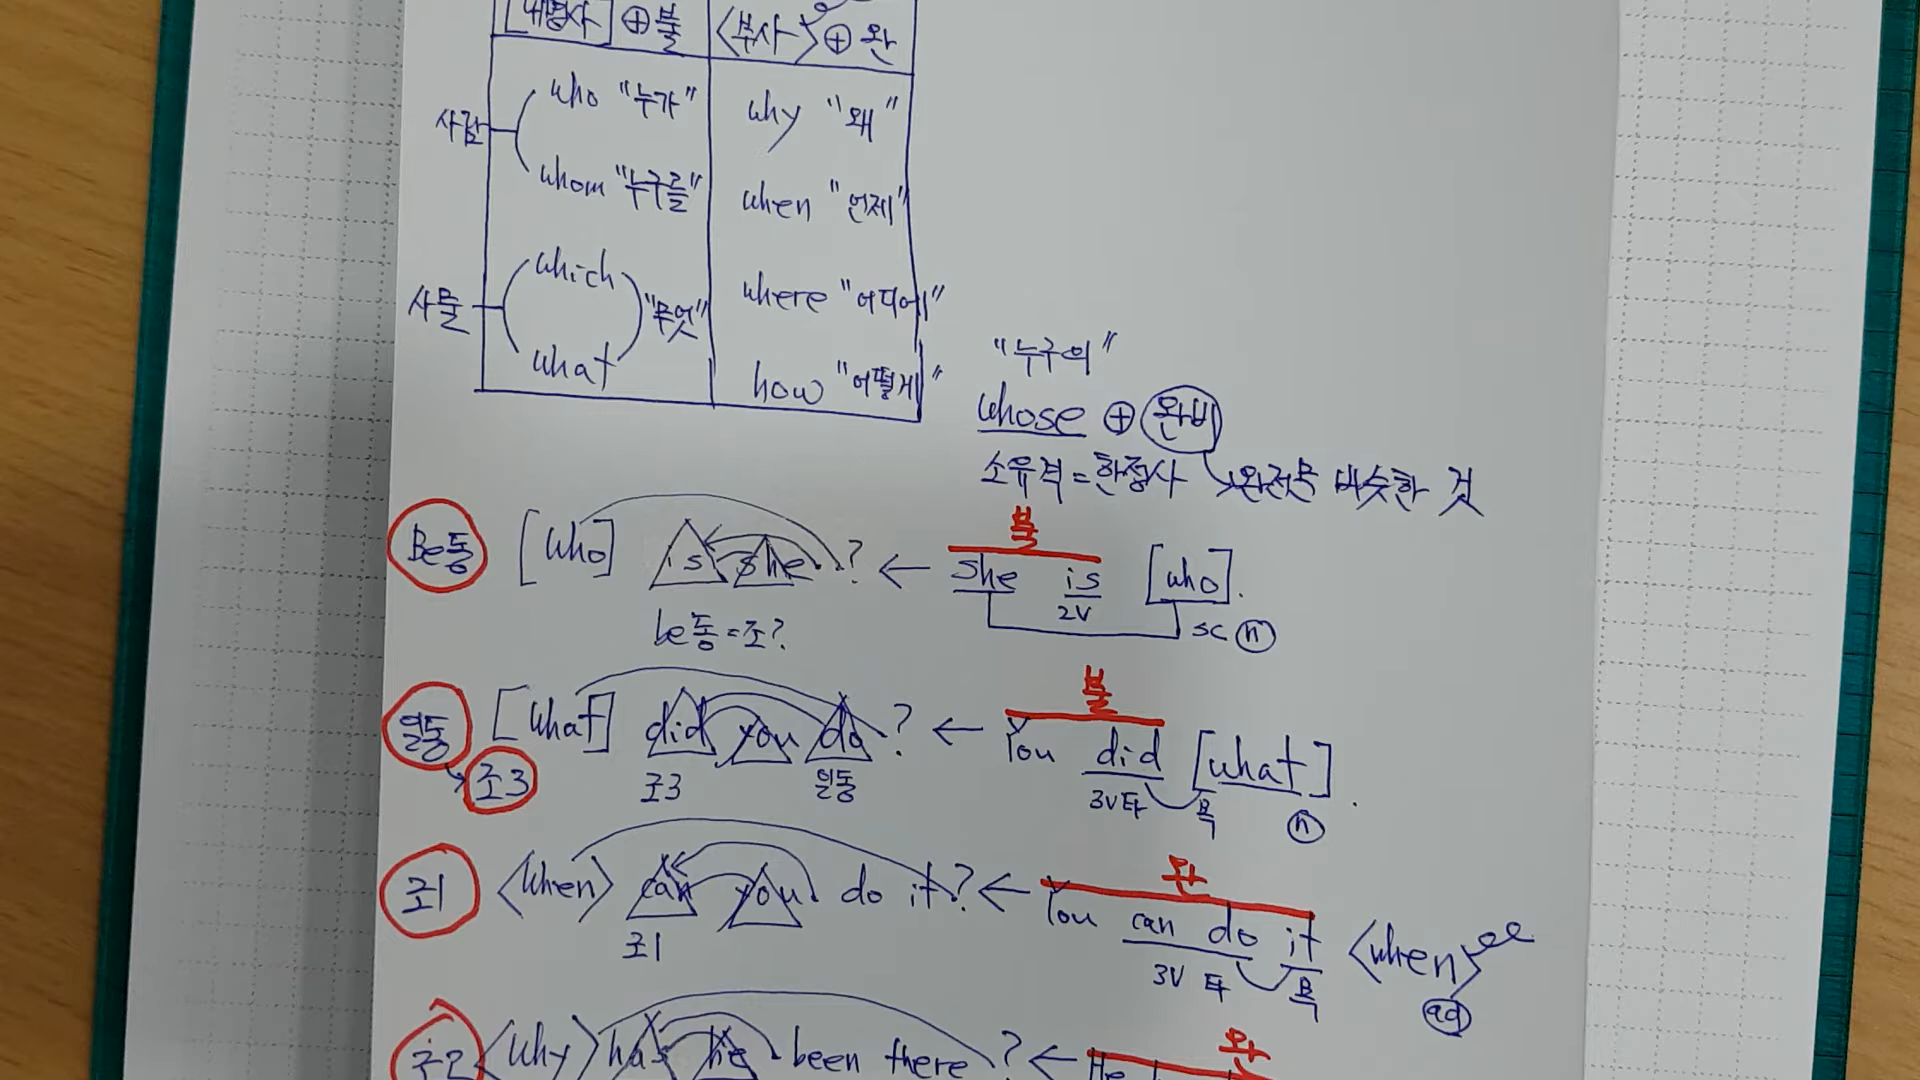 [대명사] ⊕ 불 <부사> ⊕ 완
사람 who "누가" why "왜"
whom "누구를" when "언제"
사물 which "무엇" where "어디에"
what how "어떻게"
"누구의"
whose ⊕ 완비
소유격 = 한정사 → 완전은 비슷한 것
불
Be동 [who] is she ? ← she is [who].
2V SC n
be동 = 조?
불
일동 [what] did you do ? ← You did [what].
조3 조3 일동 3V타 목 n
완
조1 <when> can you do it? ← You can do it <when>
조1 3V 타 목 ad
완
조2 <why> has he been there ? ← He